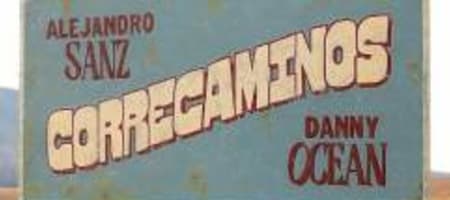 ALEJANDRO
SANZ
CORRECAMINOS
DANNY
OCEAN